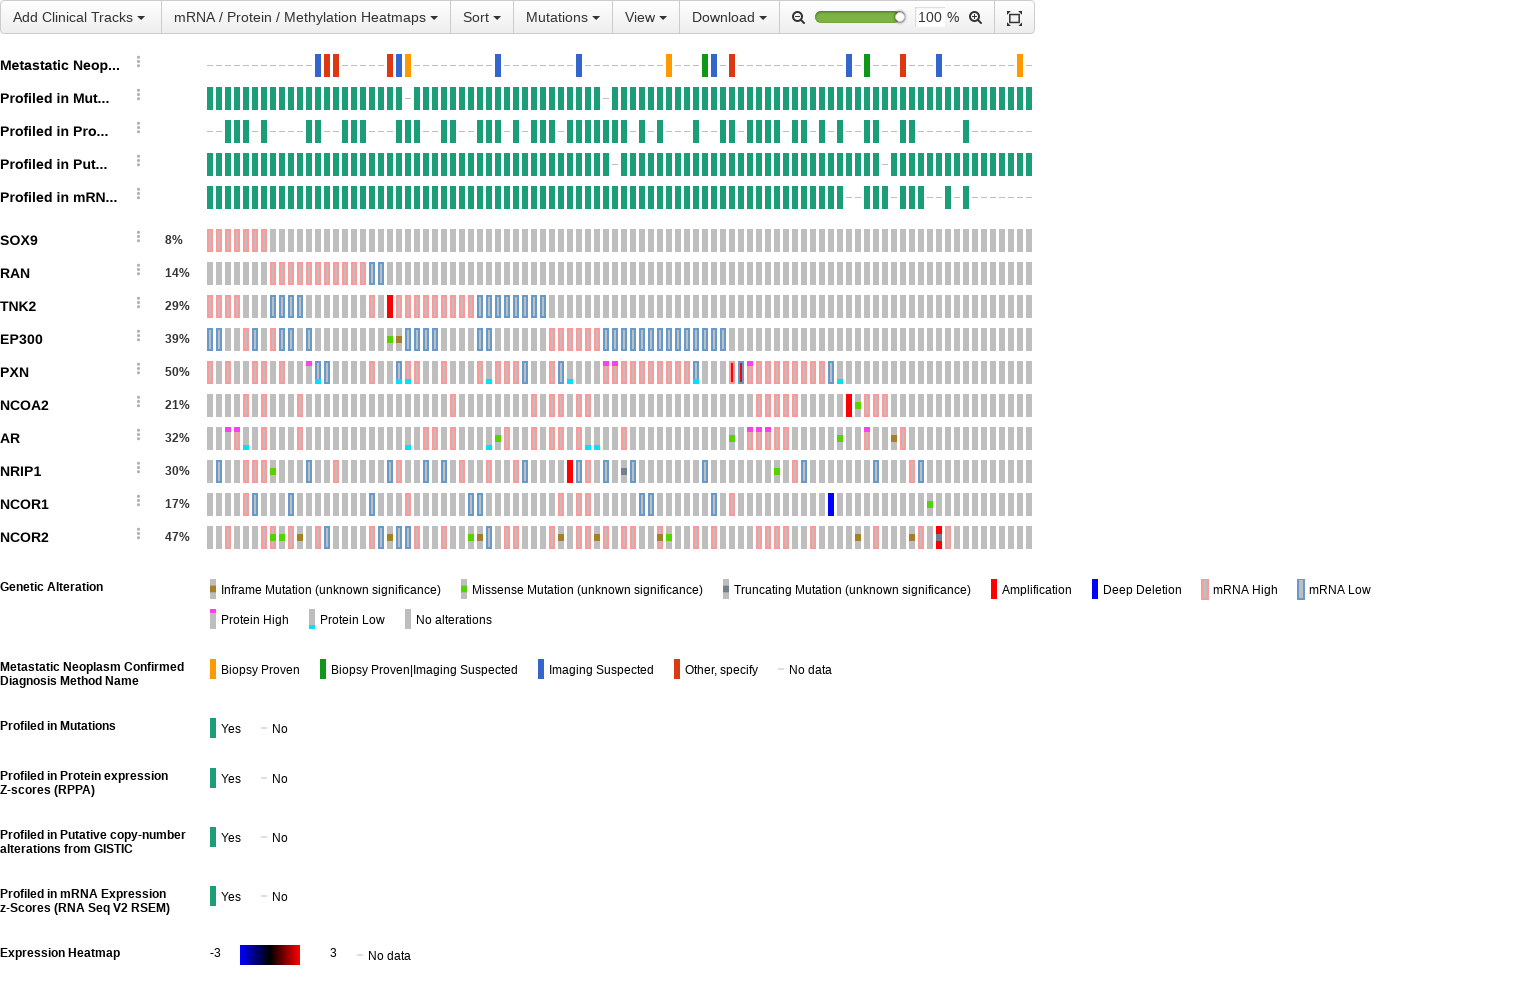 Add Clinical Tracks mRNA / Protein / Methylation Heatmaps Sort Mutations View Download 100 %
Metastatic Neop...
Profiled in Mut...
Profiled in Pro...
Profiled in Put...
Profiled in mRN...
SOX9 8%
RAN 14%
TNK2 29%
EP300 39%
PXN 50%
NCOA2 21%
AR 32%
NRIP1 30%
NCOR1 17%
NCOR2 47%
Genetic Alteration Inframe Mutation (unknown significance) Missense Mutation (unknown significance) Truncating Mutation (unknown significance) Amplification Deep Deletion mRNA High mRNA Low
Protein High Protein Low No alterations
Metastatic Neoplasm Confirmed
Diagnosis Method Name
Biopsy Proven Biopsy Proven|Imaging Suspected Imaging Suspected Other, specify No data
Profiled in Mutations Yes No
Profiled in Protein expression
Z-scores (RPPA)
Yes No
Profiled in Putative copy-number
alterations from GISTIC
Yes No
Profiled in mRNA Expression
z-Scores (RNA Seq V2 RSEM)
Yes No
Expression Heatmap -3 3 No data